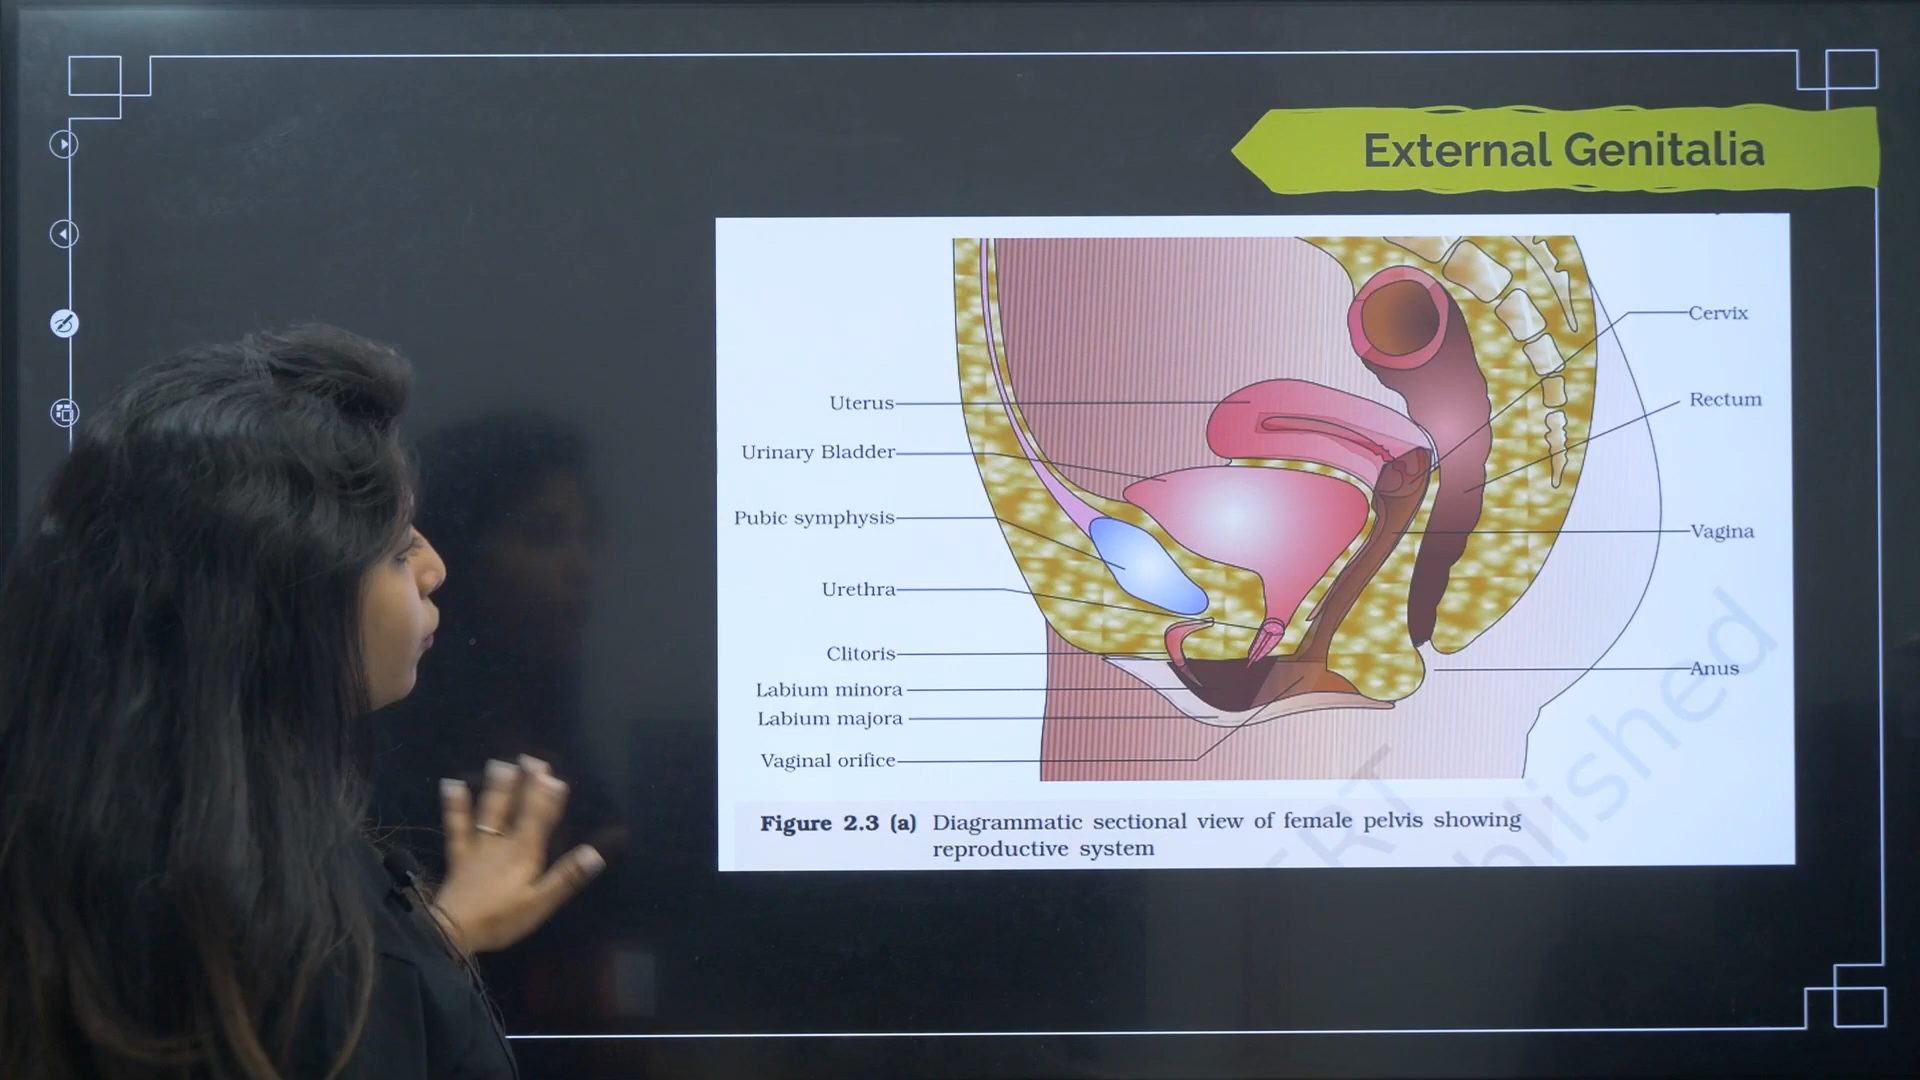 External Genitalia
Cervix
Rectum
Uterus
Urinary Bladder
Pubic symphysis
Vagina
Urethra
Clitoris
Labium minora
Anus
Labium majora
Vaginal orifice
Figure 2.3 (a) Diagrammatic sectional view of female pelvis showing
reproductive system